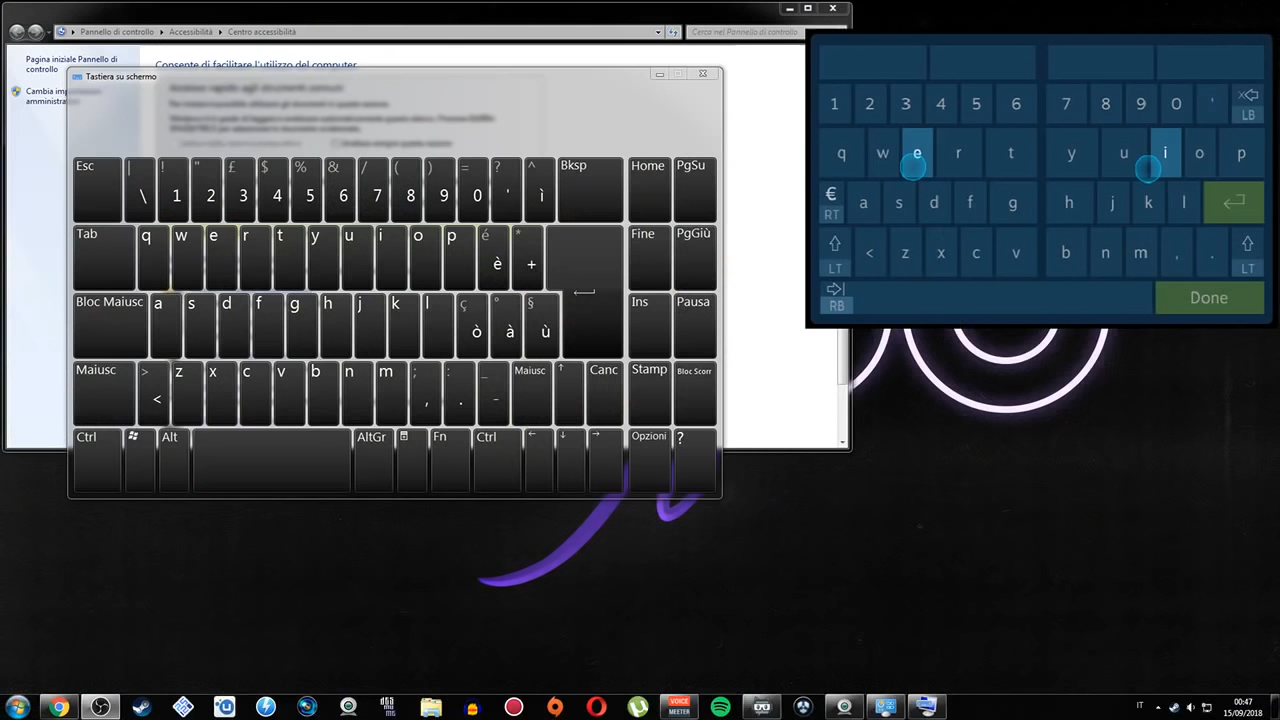 Pannello di controllo ▸ Accessibilità ▸ Centro accessibilità
Cerca nel Pannello di controllo
Pagina iniziale Pannello di
controllo
Cambia
amministra
Consente di facilitare l'utilizzo del computer
Tastiera su schermo
Esc | \ ! 1 " 2 £ 3 $ 4 % 5 & 6 / 7 ( 8 ) 9 = 0 ? ' ^ ì Bksp Home PgSu
Tab q w e r t y u i o p é è * + Fine PgGiù
Bloc Maiusc a s d f g h j k l ç ò ° à § ù Ins Pausa
Maiusc > < z x c v b n m ; , : . _ - Maiusc ↑ Canc Stamp Bloc Scorr
Ctrl Alt AltGr Fn Ctrl ← ↓ → Opzioni ?
1 2 3 4 5 6 7 8 9 0 ' LB
q w e r t y u i o p
€ RT a s d f g h j k l
LT < z x c v b n m , . LT
RB Done
VOICE
MEETER
IT
00:47
15/09/2018